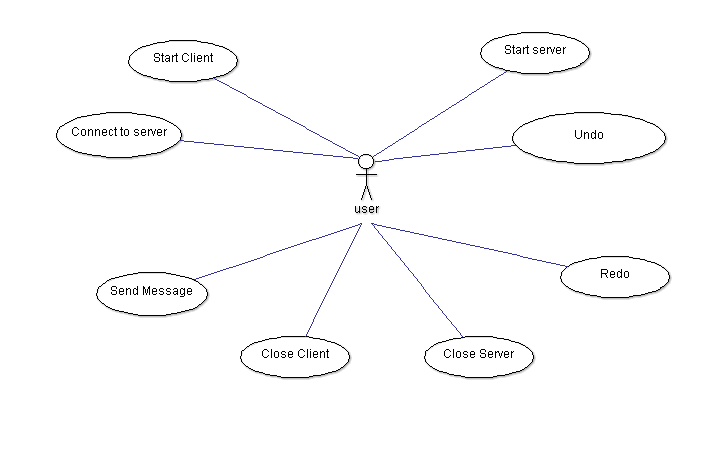 Start server
Start Client
Connect to server
Undo
user
Redo
Send Message
Close Client
Close Server